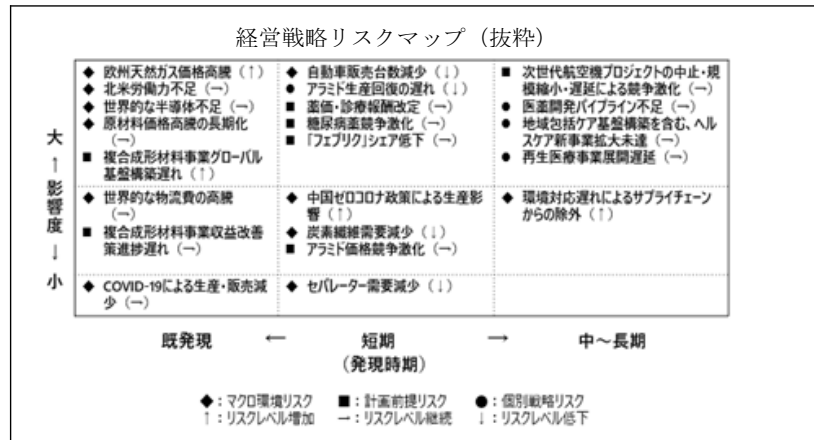 経営戦略リスクマップ（抜粋）
◆ 欧州天然ガス価格高騰（↑）
◆ 北米労働力不足（→）
◆ 世界的な半導体不足（→）
◆ 原材料価格高騰の長期化
（→）
■ 複合成形材料事業グローバル
基盤構築遅れ（↑）
◆ 自動車販売台数減少（↓）
● アラミド生産回復の遅れ（↓）
■ 薬価・診療報酬改定（→）
■ 糖尿病薬競争激化（→）
■ 「フェブリク」シェア低下（→）
■ 次世代航空機プロジェクトの中止・規
模縮小・遅延による競争激化（→）
● 医薬開発パイプライン不足（→）
● 地域包括ケア基盤構築を含む、ヘル
スケア新事業拡大未達（→）
● 再生医療事業展開遅延（→）
◆ 世界的な物流費の高騰
（→）
■ 複合成形材料事業収益改善
策進捗遅れ（→）
◆ 中国ゼロコロナ政策による生産影
響（↑）
◆ 炭素繊維需要減少（↓）
■ アラミド価格競争激化（→）
◆ 環境対応遅れによるサプライチェーン
からの除外（↑）
◆ COVID-19による生産・販売減
少（→）
◆ セパレーター需要減少（↓）
大
↑
影
響
度
↓
小
既発現 ← 短期 → 中～長期
（発現時期）
◆：マクロ環境リスク ■：計画前提リスク ●：個別戦略リスク
↑：リスクレベル増加 →：リスクレベル継続 ↓：リスクレベル低下